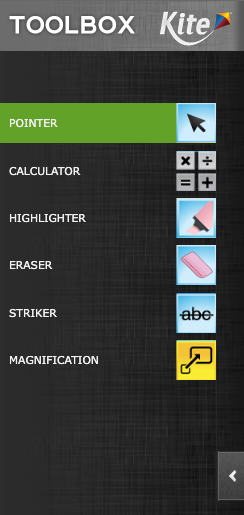 TOOLBOX Kite
POINTER
CALCULATOR
HIGHLIGHTER
ERASER
STRIKER
abc
MAGNIFICATION